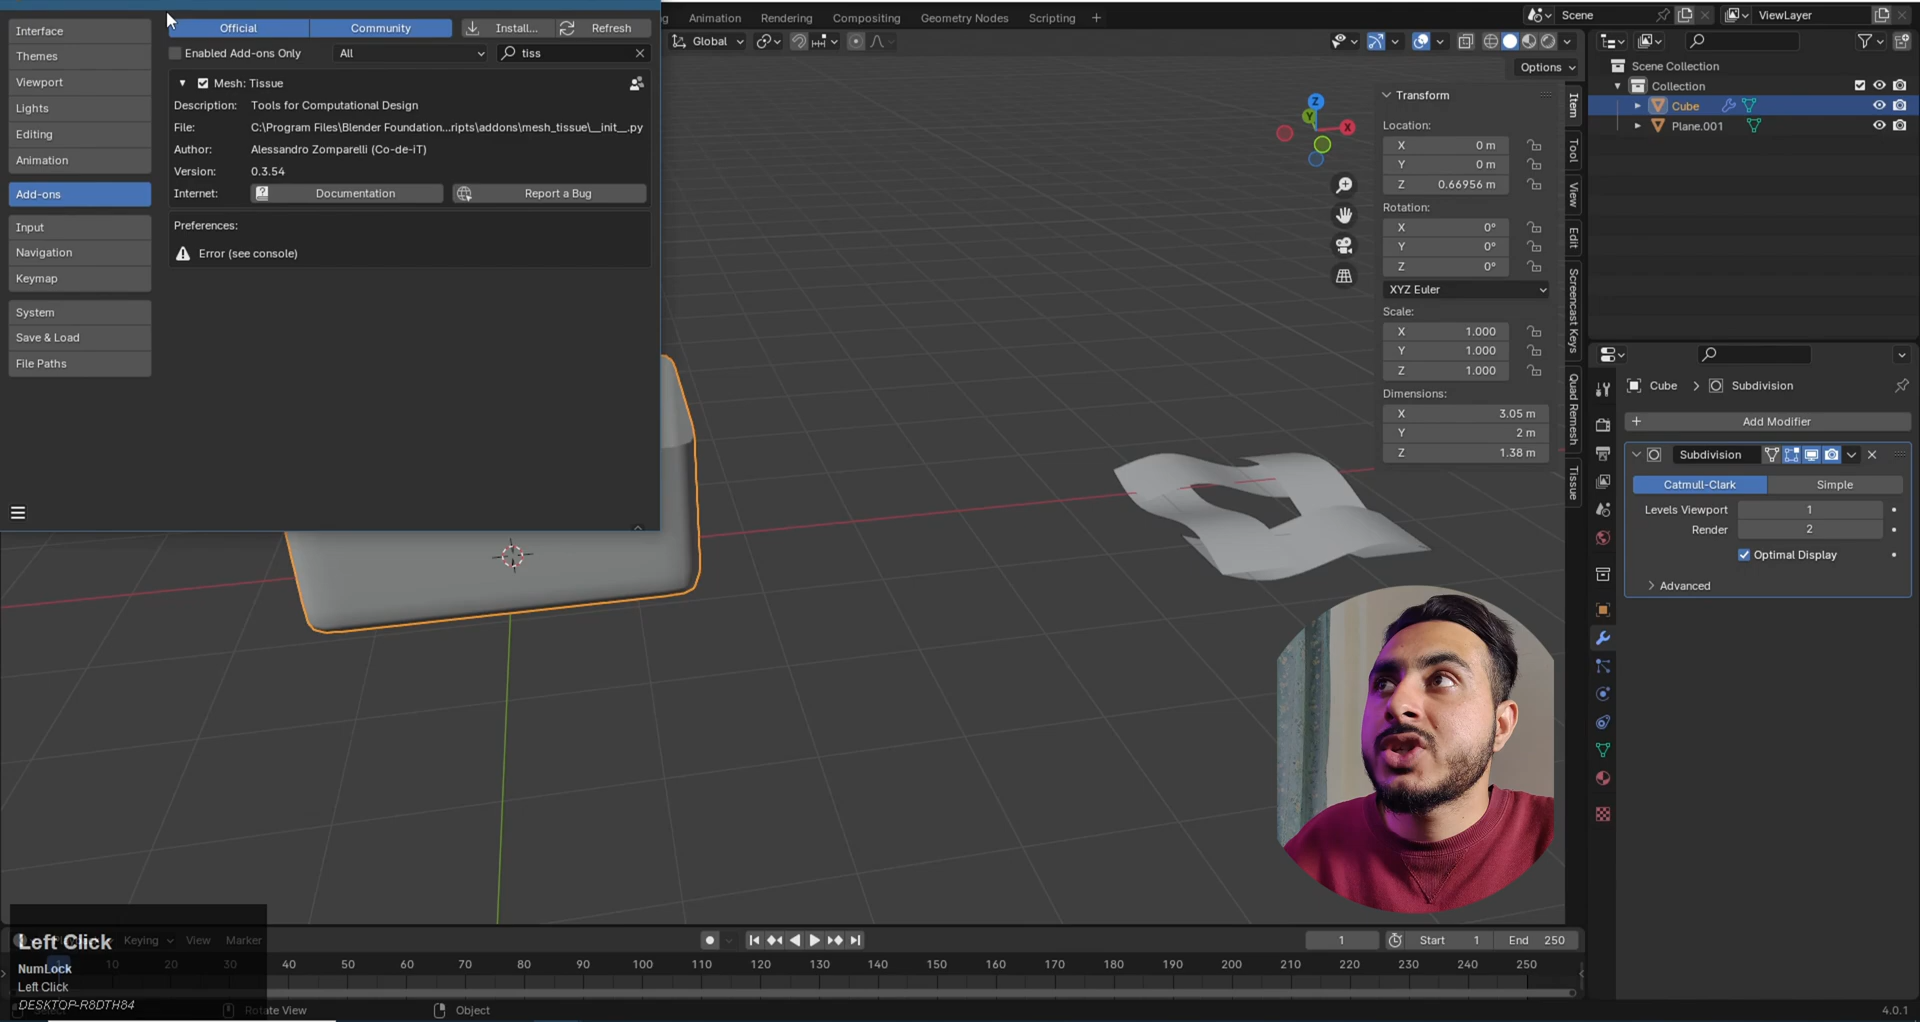 Interface
Themes
Viewport
Lights
Editing
Animation
Add-ons
Input
Navigation
Keymap
System
Save & Load
File Paths
Official Community Install... Refresh
Enabled Add-ons Only All tiss
Mesh: Tissue
Description: Tools for Computational Design
File: C:\Program Files\Blender Foundation...ripts\addons\mesh_tissue\__init__.py
Author: Alessandro Zomparelli (Co-de-iT)
Version: 0.3.54
Internet: Documentation Report a Bug
Preferences:
Error (see console)
Animation Rendering Compositing Geometry Nodes Scripting +
Global
Options
Z
Y
X
Transform
Location:
X 0 m
Y 0 m
Z 0.66956 m
Rotation:
X 0°
Y 0°
Z 0°
XYZ Euler
Scale:
X 1.000
Y 1.000
Z 1.000
Dimensions:
X 3.05 m
Y 2 m
Z 1.38 m
Item
Tool
View
Edit
Screencast Keys
Quad Remesh
Tissue
Scene ViewLayer
Scene Collection
Collection
Cube
Plane.001
Cube > Subdivision
+ Add Modifier
Subdivision
Catmull-Clark Simple
Levels Viewport 1
Render 2
Optimal Display
Advanced
Left Click
NumLock
Left Click
DESKTOP-R8DTH84
Keying View Marker
1 Start 1 End 250
1 10 20 30 40 50 60 70 80 90 100 110 120 130 140 150 160 170 180 190 200 210 220 230 240 250
Rotate View Object 4.0.1